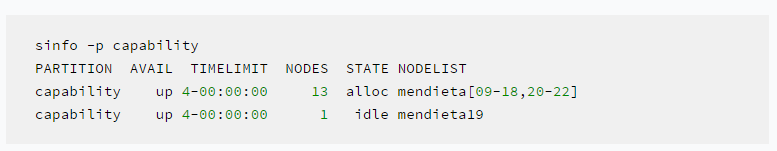 sinfo -p capability
PARTITION  AVAIL  TIMELIMIT  NODES  STATE NODELIST
capability    up 4-00:00:00     13  alloc mendieta[09-18,20-22]
capability    up 4-00:00:00      1   idle mendieta19